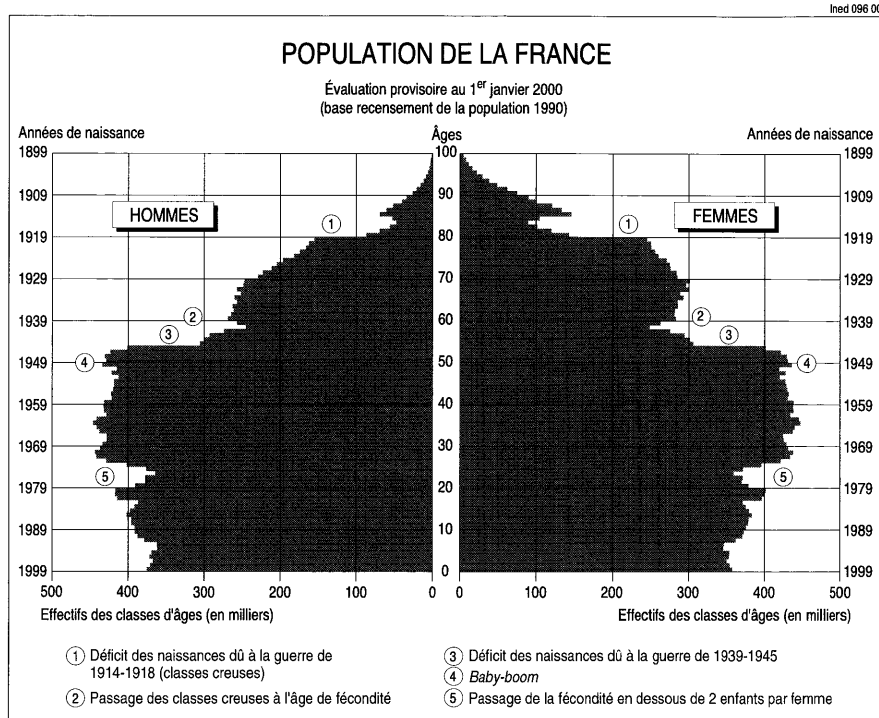 Ined 096 00
POPULATION DE LA FRANCE
Évaluation provisoire au 1er janvier 2000
(base recensement de la population 1990)
Années de naissance
Âges
Années de naissance
1899
100
1899
1909
90
1909
HOMMES
FEMMES
1
1
1919
80
1919
1929
70
1929
2
2
1939
60
1939
3
3
1949
4
50
4
1949
1959
40
1959
1969
30
1969
5
5
1979
20
1979
1989
10
1989
1999
0
1999
500 400 300 200 100 0
0 100 200 300 400 500
Effectifs des classes d'âges (en milliers)
Effectifs des classes d'âges (en milliers)
1 Déficit des naissances dû à la guerre de
1914-1918 (classes creuses)
2 Passage des classes creuses à l'âge de fécondité
3 Déficit des naissances dû à la guerre de 1939-1945
4 Baby-boom
5 Passage de la fécondité en dessous de 2 enfants par femme